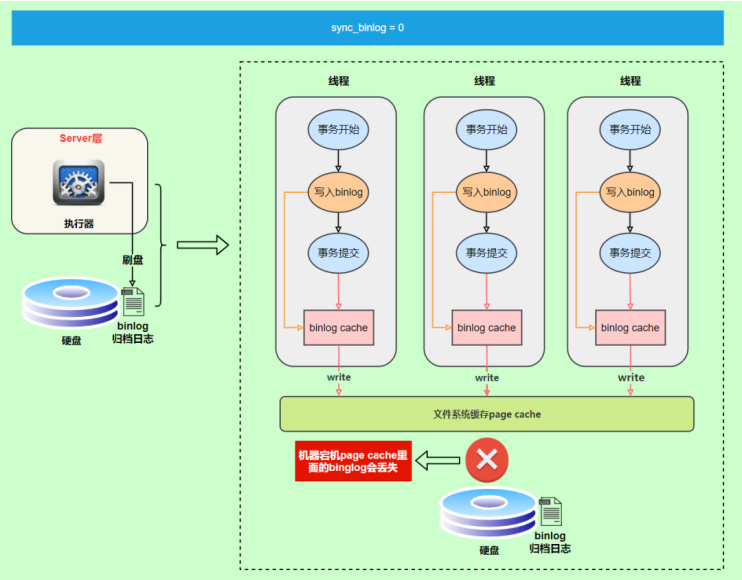 sync_binlog = 0
线程
线程
线程
事务开始
事务开始
事务开始
Server层
写入binlog
写入binlog
写入binlog
执行器
事务提交
事务提交
事务提交
刷盘
binlog
归档日志
硬盘
binlog cache
binlog cache
binlog cache
write
write
write
文件系统缓存page cache
机器宕机page cache里
面的binglog会丢失
binlog
归档日志
硬盘